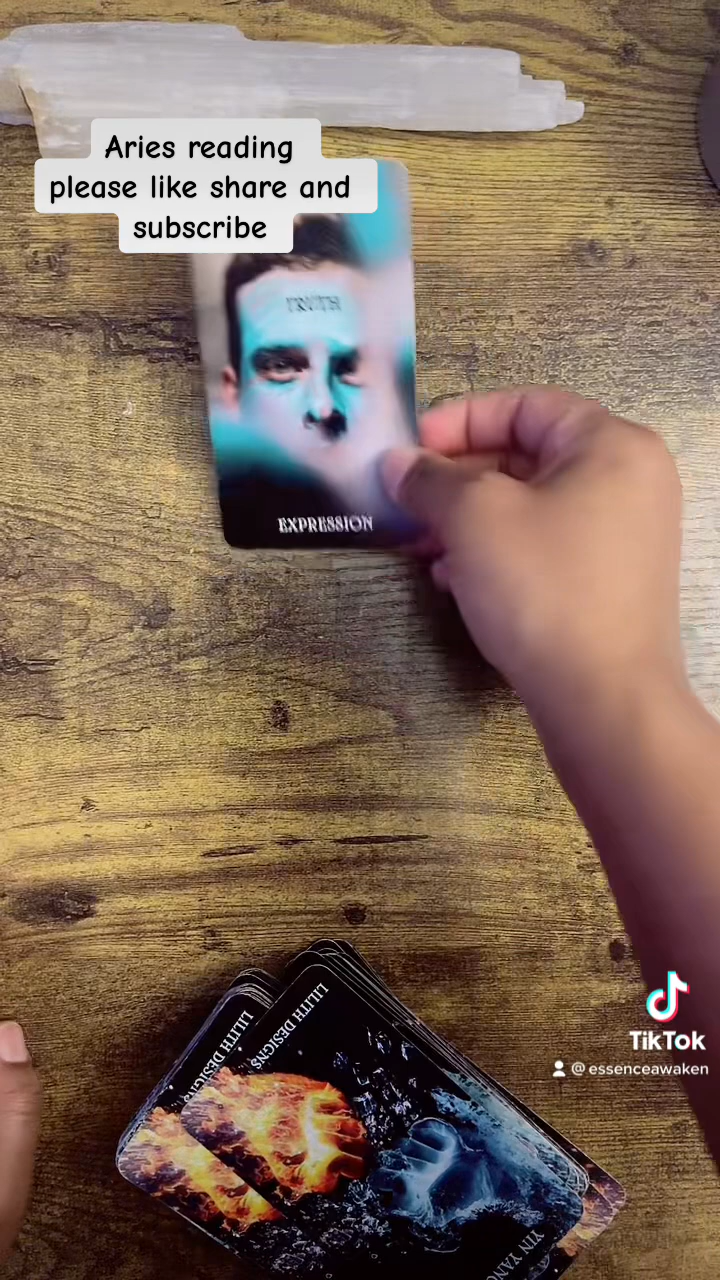 Aries reading
please like share and
subscribe
TRUTH
EXPRESSION
LILITH DESIGNS
LILITH DESIGNS
YIN YANG
TikTok
@essenceawaken